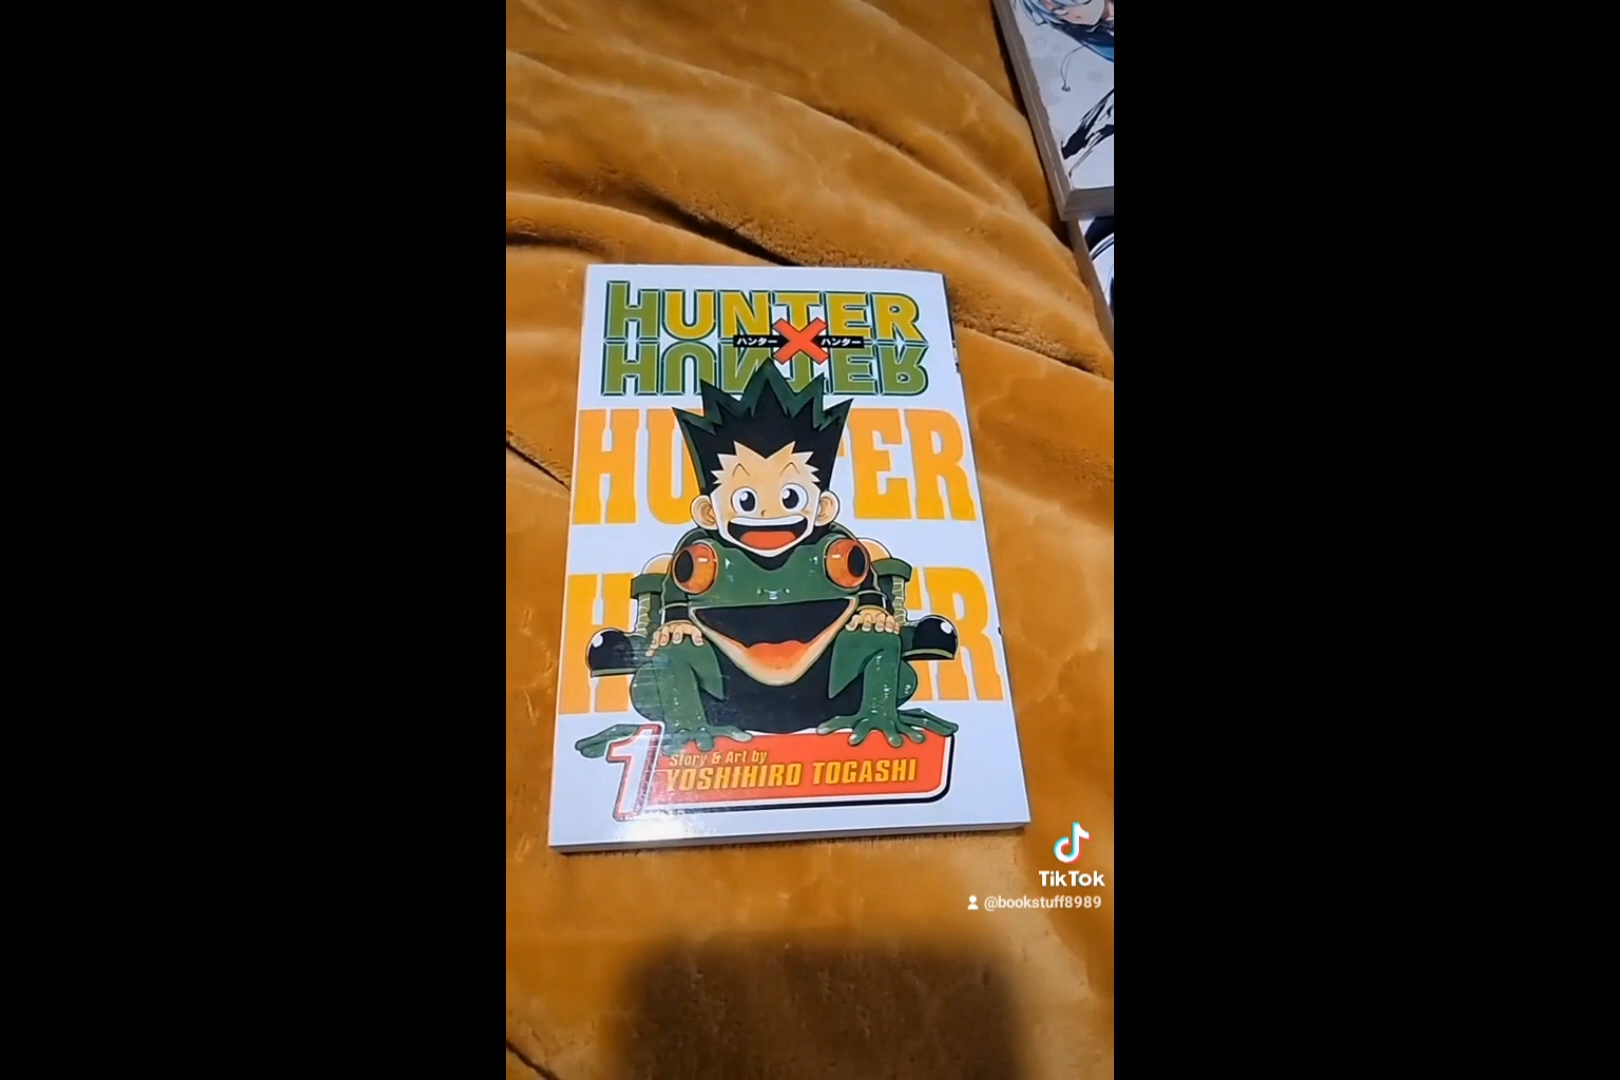 HUNTER
ハンター X ハンター
HUNTER
HUNTER
HUNTER
1
Story & Art by
YOSHIHIRO TOGASHI
TikTok
@bookstuff8989